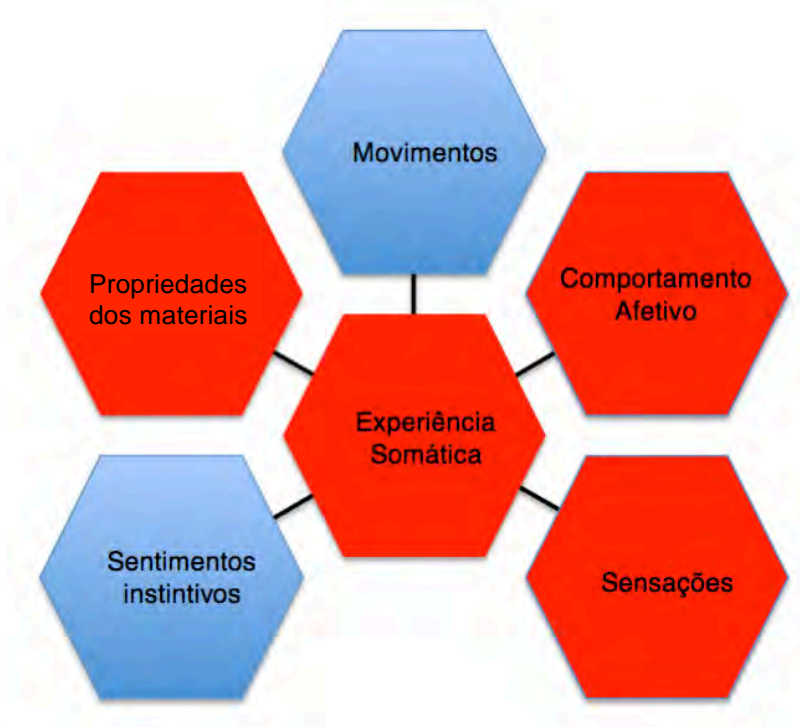 Movimentos
Propriedades
dos materiais
Comportamento
Afetivo
Experiência
Somática
Sentimentos
instintivos
Sensações